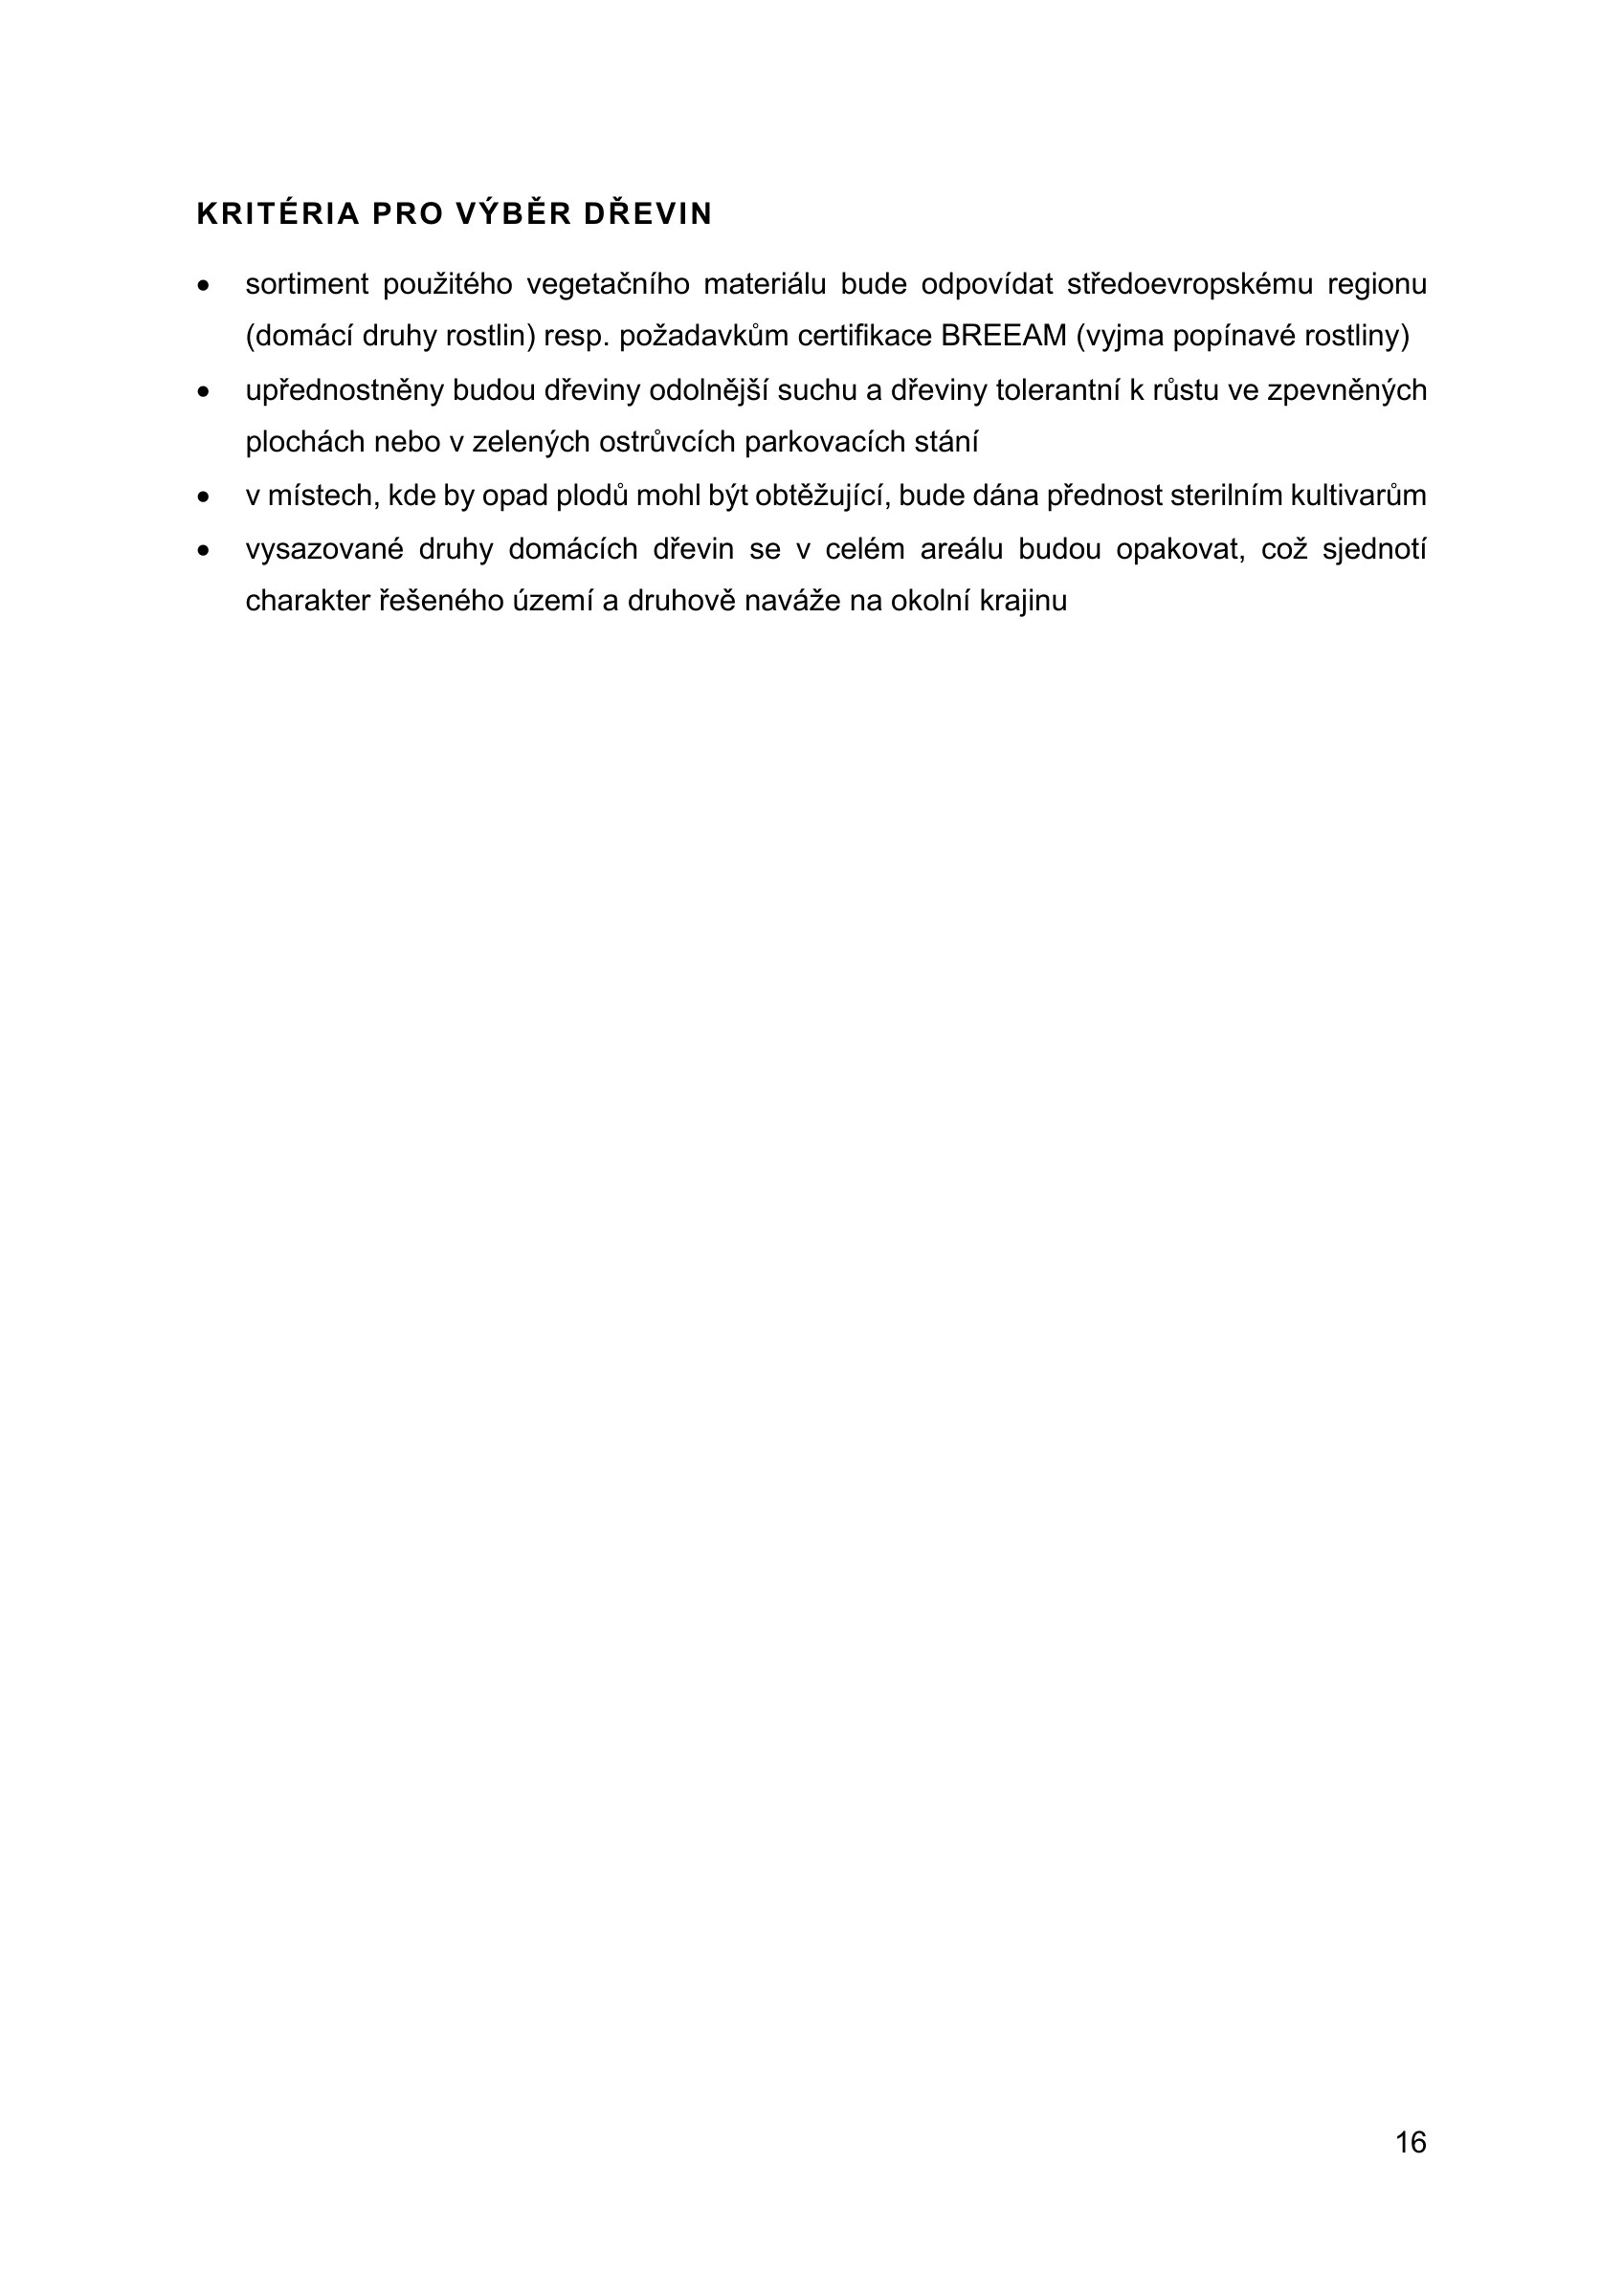 KRITÉRIA PRO VÝBĚR DŘEVIN
• sortiment použitého vegetačního materiálu bude odpovídat středoevropskému regionu
(domácí druhy rostlin) resp. požadavkům certifikace BREEAM (vyjma popínavé rostliny)
• upřednostněny budou dřeviny odolnější suchu a dřeviny tolerantní k růstu ve zpevněných
plochách nebo v zelených ostrůvcích parkovacích stání
• v místech, kde by opad plodů mohl být obtěžující, bude dána přednost sterilním kultivarům
• vysazované druhy domácích dřevin se v celém areálu budou opakovat, což sjednotí
charakter řešeného území a druhově naváže na okolní krajinu
16